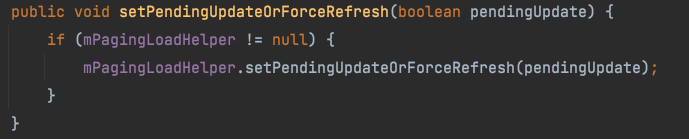 public void setPendingUpdateOrForceRefresh(boolean pendingUpdate) {
    if (mPagingLoadHelper != null) {
        mPagingLoadHelper.setPendingUpdateOrForceRefresh(pendingUpdate);
    }
}